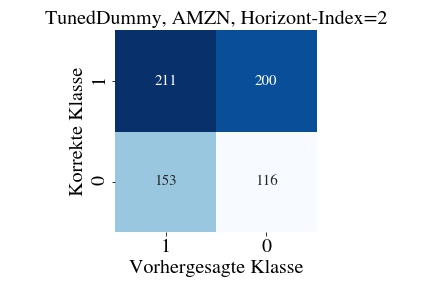 TunedDummy, AMZN, Horizont-Index=2
Korrekte Klasse
1
211 200
0
153 116
1 0
Vorhergesagte Klasse